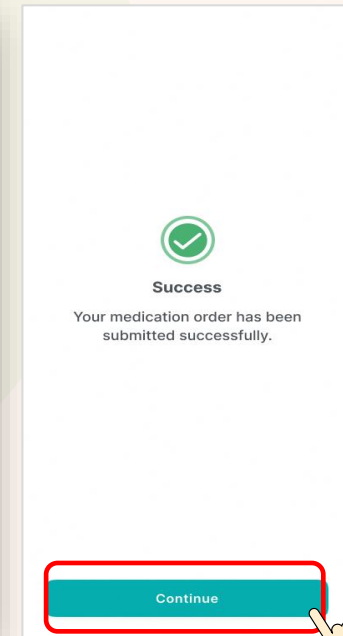 Success
Your medication order has been
submitted successfully.
Continue